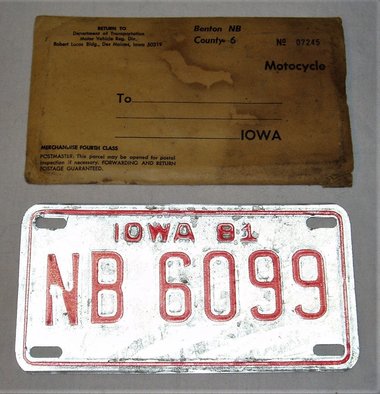 RETURN TO
Department of Transportation
Motor Vehicle Reg. Div.
Robert Lucas Bldg., Des Moines, Iowa 50319
Benton NB
County 6
No 07245
Motocycle
To
IOWA
MERCHANDISE FOURTH CLASS
POSTMASTER: This parcel may be opened for postal
inspection if necessary. FORWARDING AND RETURN
POSTAGE GUARANTEED.
IOWA 81
NB 6099